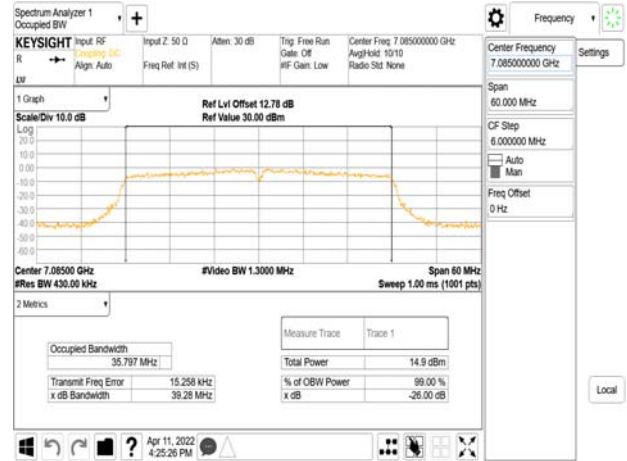 Spectrum Analyzer 1
Occupied BW
Frequency
KEYSIGHT
Input: RF
Coupling: DC
Align: Auto
Input Z: 50 Ω
Freq Ref: Int (S)
Atten: 30 dB
Trig: Free Run
Gate: Off
#IF Gain: Low
Center Freq: 7.085000000 GHz
Avg|Hold: 10/10
Radio Std: None
R
LM
Center Frequency
7.085000000 GHz
Settings
Span
60.000 MHz
CF Step
6.000000 MHz
Auto
Man
Freq Offset
0 Hz
Local
1 Graph
Scale/Div 10.0 dB
Ref Lvl Offset 12.78 dB
Ref Value 30.00 dBm
Log
20.0
10.0
0.00
-10.0
-20.0
-30.0
-40.0
-50.0
-60.0
Center 7.08500 GHz
#Res BW 430.00 kHz
#Video BW 1.3000 MHz
Span 60 MHz
Sweep 1.00 ms (1001 pts)
2 Metrics
Measure Trace
Trace 1
Occupied Bandwidth
35.797 MHz
Total Power
14.9 dBm
Transmit Freq Error
15.258 kHz
% of OBW Power
99.00 %
x dB Bandwidth
39.28 MHz
x dB
-26.00 dB
?
Apr 11, 2022
4:25:26 PM